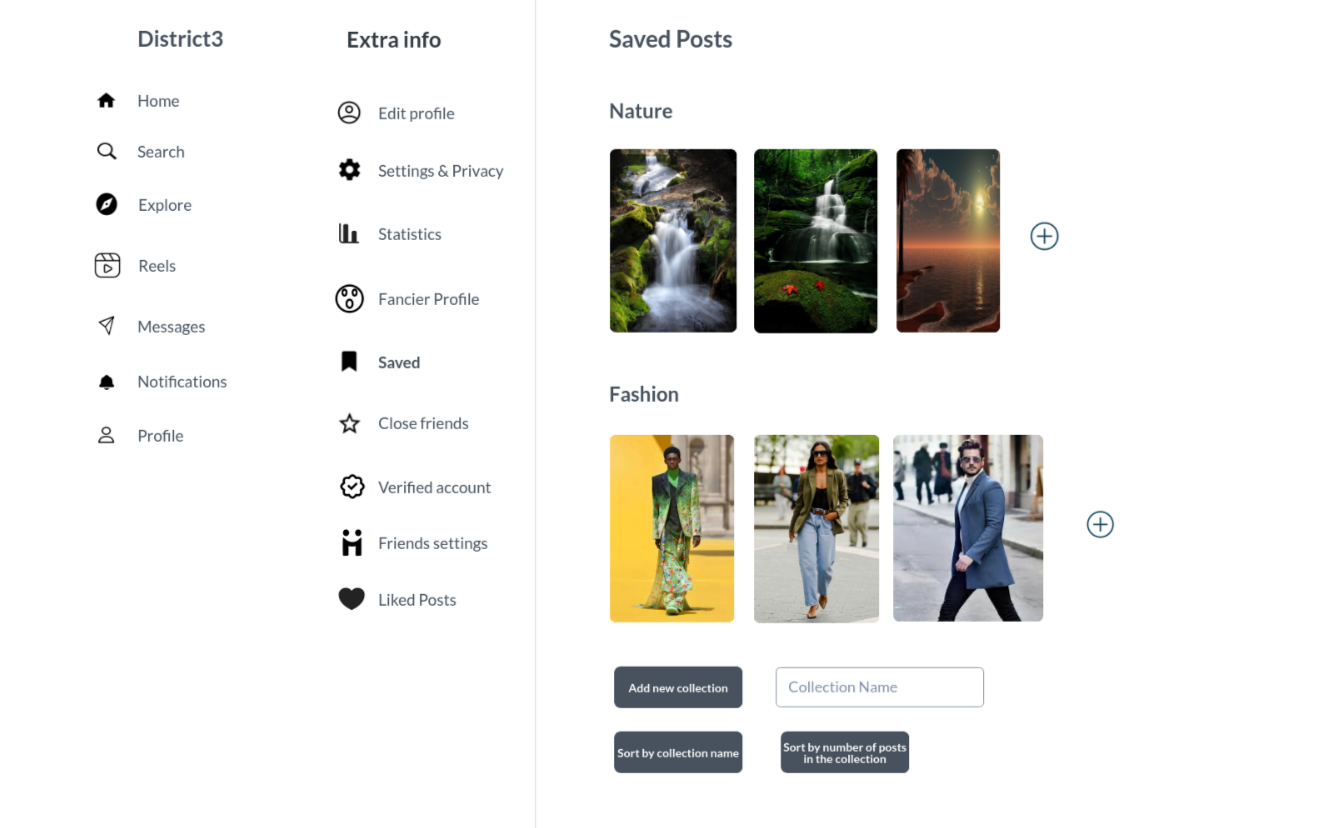 District3
Home
Search
Explore
Reels
Messages
Notifications
Profile
Extra info
Edit profile
Settings & Privacy
Statistics
Fancier Profile
Saved
Close friends
Verified account
Friends settings
Liked Posts
Saved Posts
Nature
Fashion
Add new collection
Collection Name
Sort by collection name
Sort by number of posts
in the collection